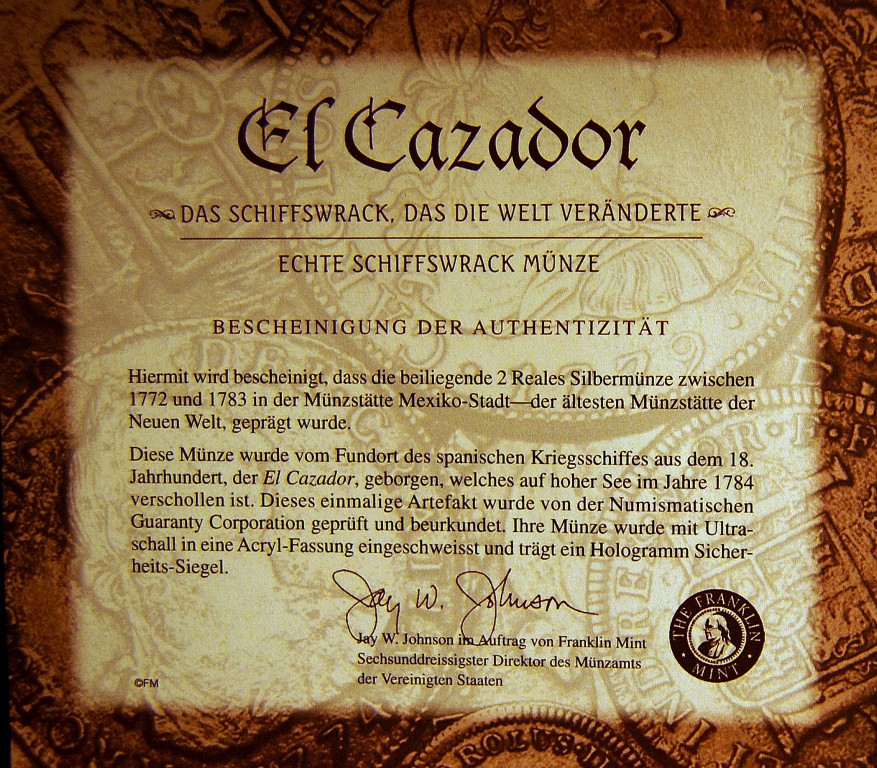 El Cazador
DAS SCHIFFSWRACK, DAS DIE WELT VERÄNDERTE
ECHTE SCHIFFSWRACK MÜNZE
BESCHEINIGUNG DER AUTHENTIZITÄT
Hiermit wird bescheinigt, dass die beiliegende 2 Reales Silbermünze zwischen
1772 und 1783 in der Münzstätte Mexiko-Stadt—der ältesten Münzstätte der
Neuen Welt, geprägt wurde.
Diese Münze wurde vom Fundort des spanischen Kriegsschiffes aus dem 18.
Jahrhundert, der El Cazador, geborgen, welches auf hoher See im Jahre 1784
verschollen ist. Dieses einmalige Artefakt wurde von der Numismatischen
Guaranty Corporation geprüft und beurkundet. Ihre Münze wurde mit Ultra-
schall in eine Acryl-Fassung eingeschweisst und trägt ein Hologramm Sicher-
heits-Siegel.
Jay W. Johnson
Jay W. Johnson im Auftrag von Franklin Mint
Sechsunddreissigster Direktor des Münzamts
der Vereinigten Staaten
THE FRANKLIN MINT
©FM